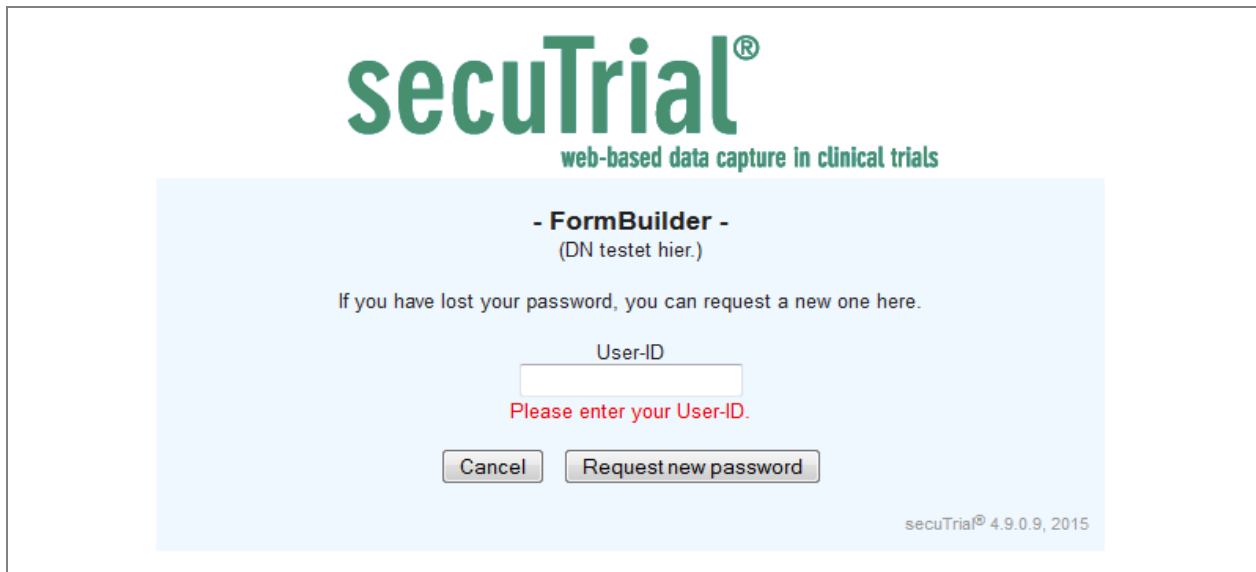 secuTrial®
web-based data capture in clinical trials
- FormBuilder -
(DN testet hier.)
If you have lost your password, you can request a new one here.
User-ID
Please enter your User-ID.
Cancel Request new password
secuTrial® 4.9.0.9, 2015